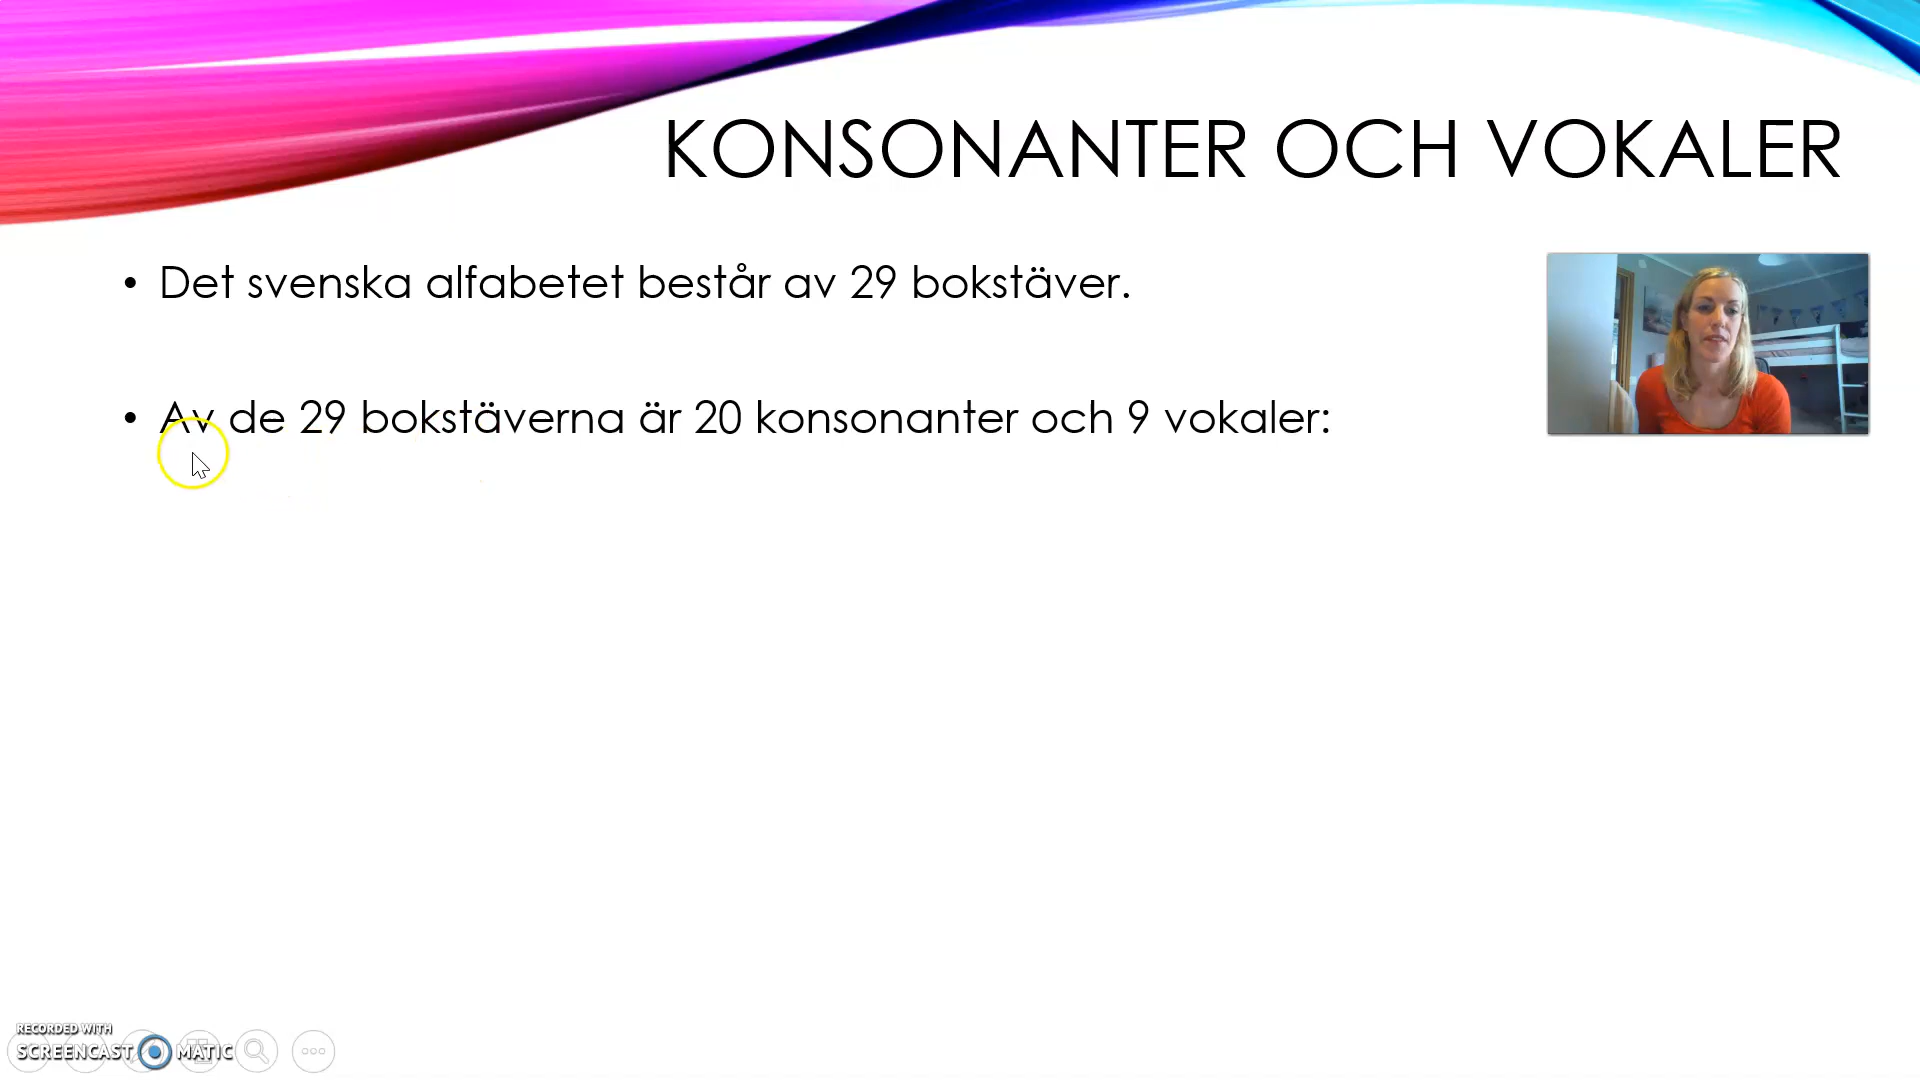 KONSONANTER OCH VOKALER
• Det svenska alfabetet består av 29 bokstäver.
• Av de 29 bokstäverna är 20 konsonanter och 9 vokaler:
RECORDED WITH
SCREENCAST MATIC